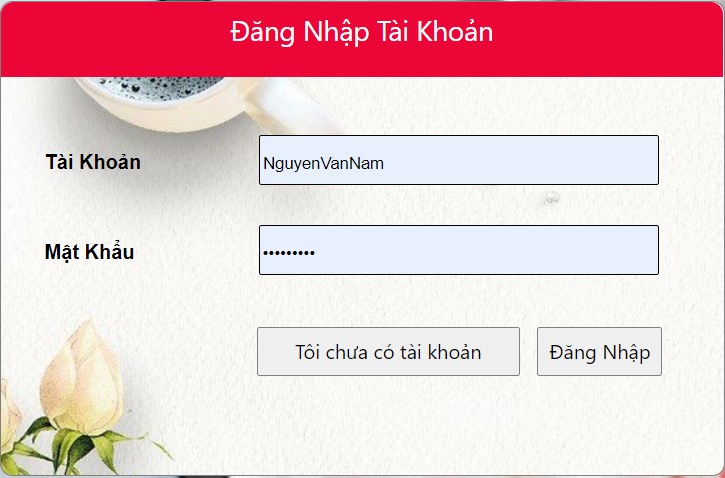 Đăng Nhập Tài Khoản
Tài Khoản
NguyenVanNam
Mật Khẩu
•••••••••
Tôi chưa có tài khoản
Đăng Nhập